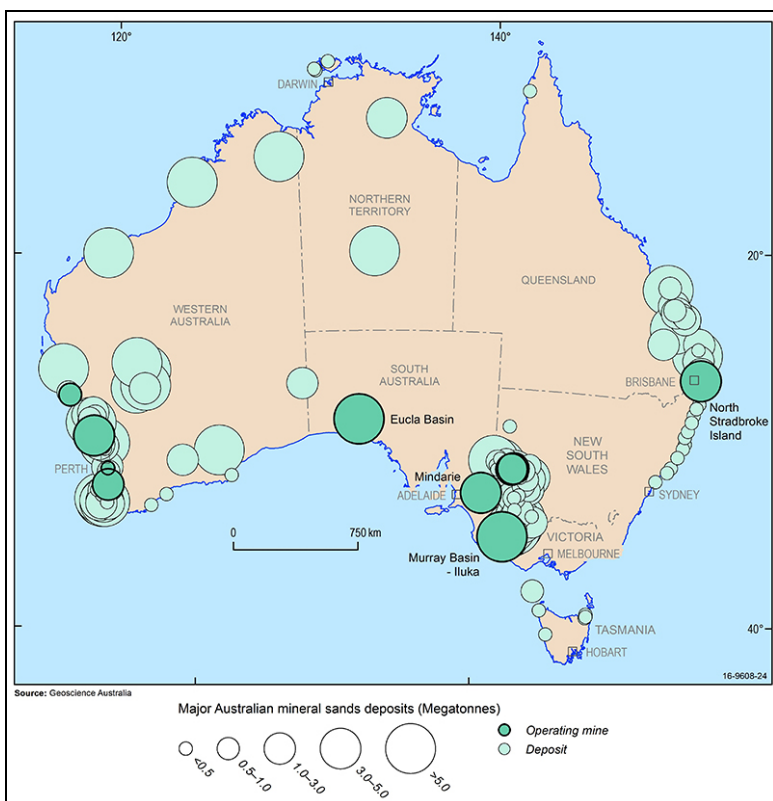 120°
140°
DARWIN
NORTHERN
TERRITORY
20°
20°
QUEENSLAND
WESTERN
AUSTRALIA
SOUTH
AUSTRALIA
BRISBANE
Eucla Basin
North
Stradbroke
Island
NEW
SOUTH
WALES
PERTH
Mindarie
ADELAIDE
SYDNEY
0
750 km
VICTORIA
MELBOURNE
Murray Basin
- Iluka
TASMANIA
40°
40°
HOBART
16-9608-24
Source: Geoscience Australia
Major Australian mineral sands deposits (Megatonnes)
<0.5
0.5–1.0
1.0–3.0
3.0–5.0
>5.0
Operating mine
Deposit